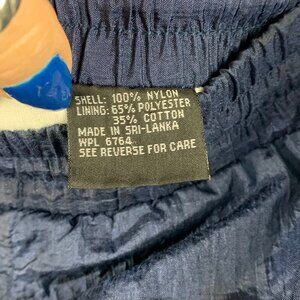 SHELL: 100% NYLON
LINING: 65% POLYESTER
35% COTTON
MADE IN SRI-LANKA
WPL 6764
SEE REVERSE FOR CARE